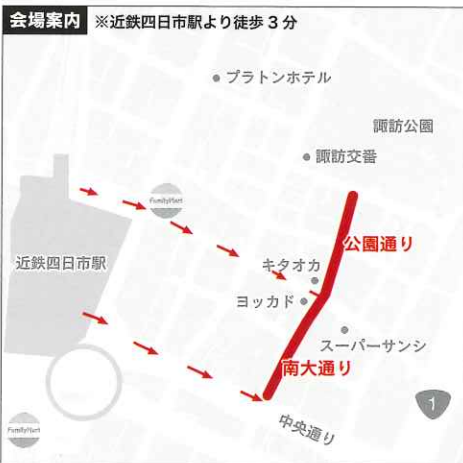 会場案内 ※近鉄四日市駅より徒歩3分
プラトンホテル
諏訪公園
諏訪交番
FamilyMart
公園通り
近鉄四日市駅
キタオカ
ヨッカド
スーパーサンシ
南大通り
1
中央通り
FamilyMart